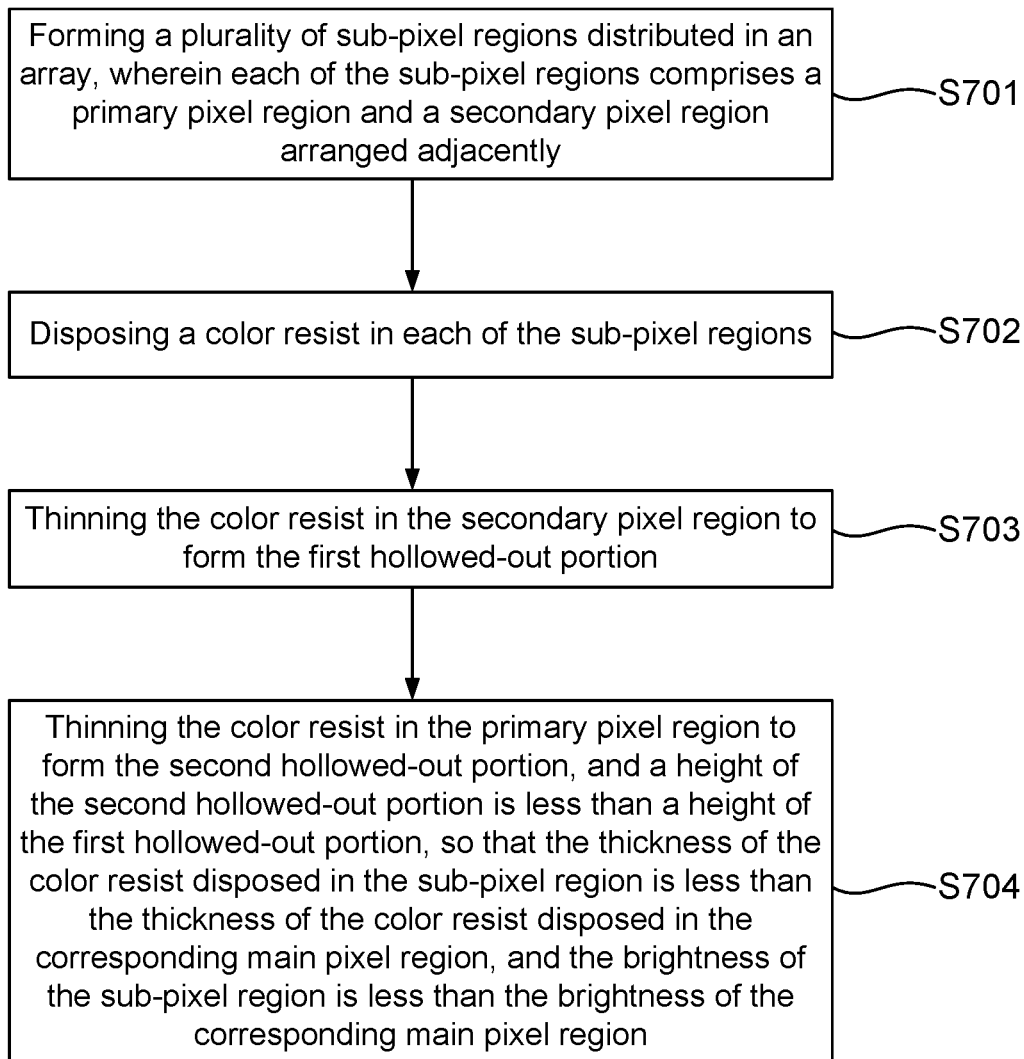 Forming a plurality of sub-pixel regions distributed in an
array, wherein each of the sub-pixel regions comprises a
primary pixel region and a secondary pixel region
arranged adjacently
S701
Disposing a color resist in each of the sub-pixel regions
S702
Thinning the color resist in the secondary pixel region to
form the first hollowed-out portion
S703
Thinning the color resist in the primary pixel region to
form the second hollowed-out portion, and a height of
the second hollowed-out portion is less than a height of
the first hollowed-out portion, so that the thickness of the
color resist disposed in the sub-pixel region is less than
the thickness of the color resist disposed in the
corresponding main pixel region, and the brightness of
the sub-pixel region is less than the brightness of the
corresponding main pixel region
S704